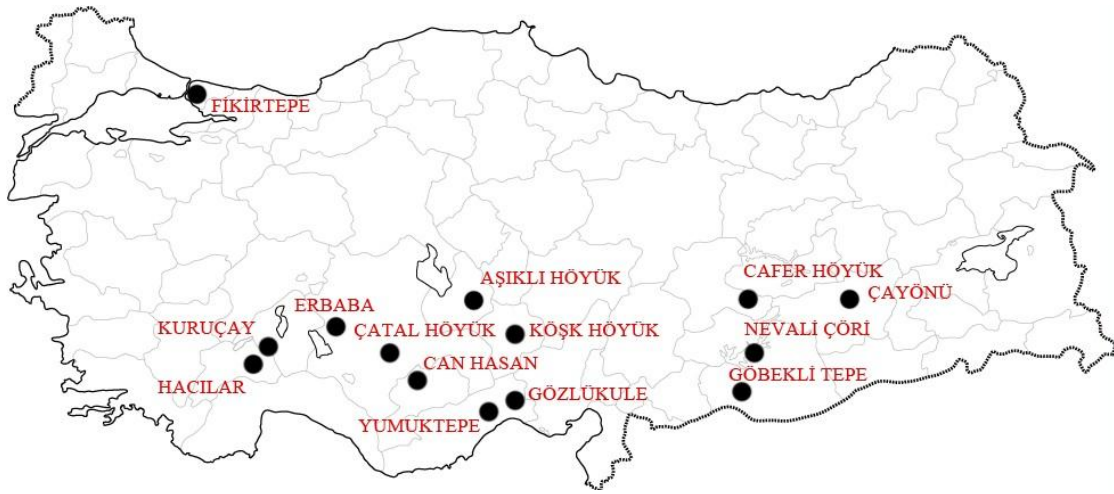 FİKİRTEPE
AŞIKLI HÖYÜK
CAFER HÖYÜK
ÇAYÖNÜ
ERBABA
KURUÇAY
ÇATAL HÖYÜK
KÖŞK HÖYÜK
NEVALİ ÇÖRİ
CAN HASAN
GÖBEKLİ TEPE
HACILAR
GÖZLÜKULE
YUMUKTEPE